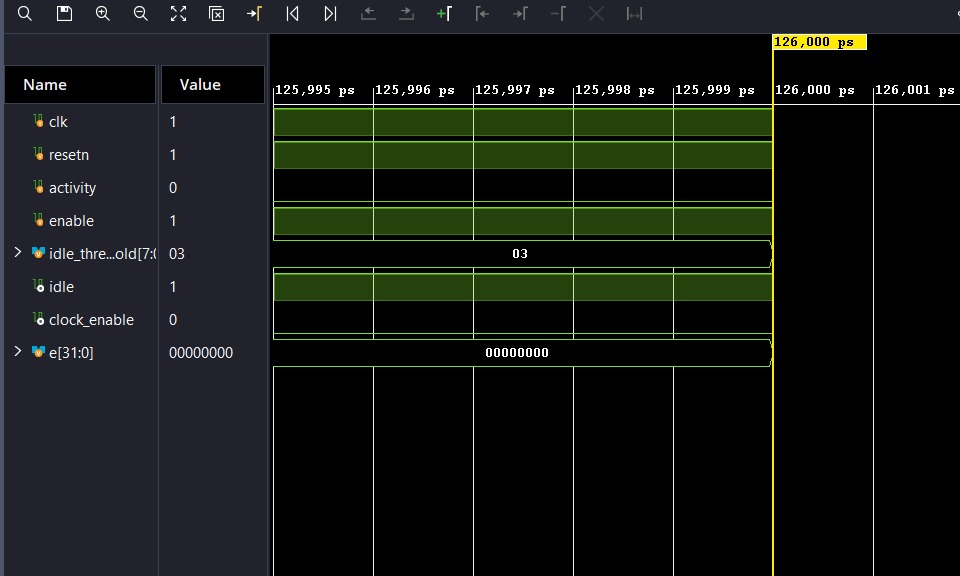 126,000 ps
Name Value
125,995 ps 125,996 ps 125,997 ps 125,998 ps 125,999 ps 126,000 ps 126,001 ps
clk 1
resetn 1
activity 0
enable 1
idle_thre...old[7:0 03 03
idle 1
clock_enable 0
e[31:0] 00000000 00000000